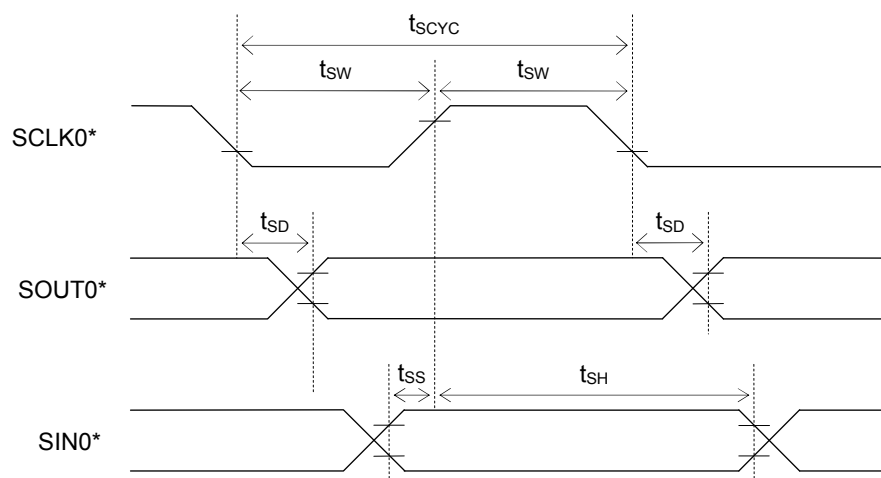 tSCYC
tSW tSW
SCLK0*
tSD tSD
SOUT0*
tSS tSH
SIN0*